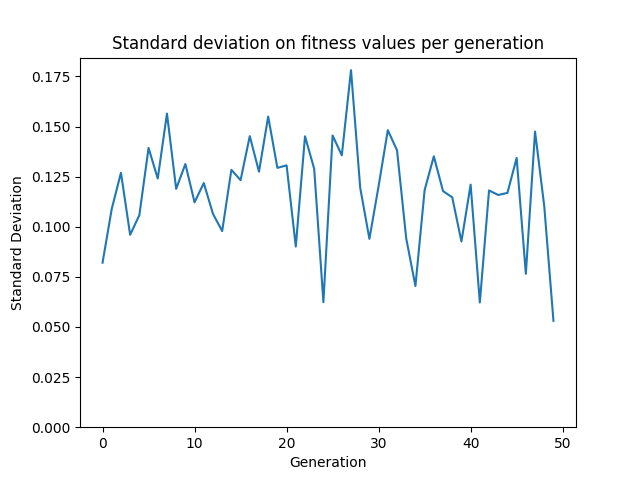 Standard deviation on fitness values per generation
0.175
0.150
0.125
0.100
0.075
0.050
0.025
0.000
Standard Deviation
0 10 20 30 40 50
Generation